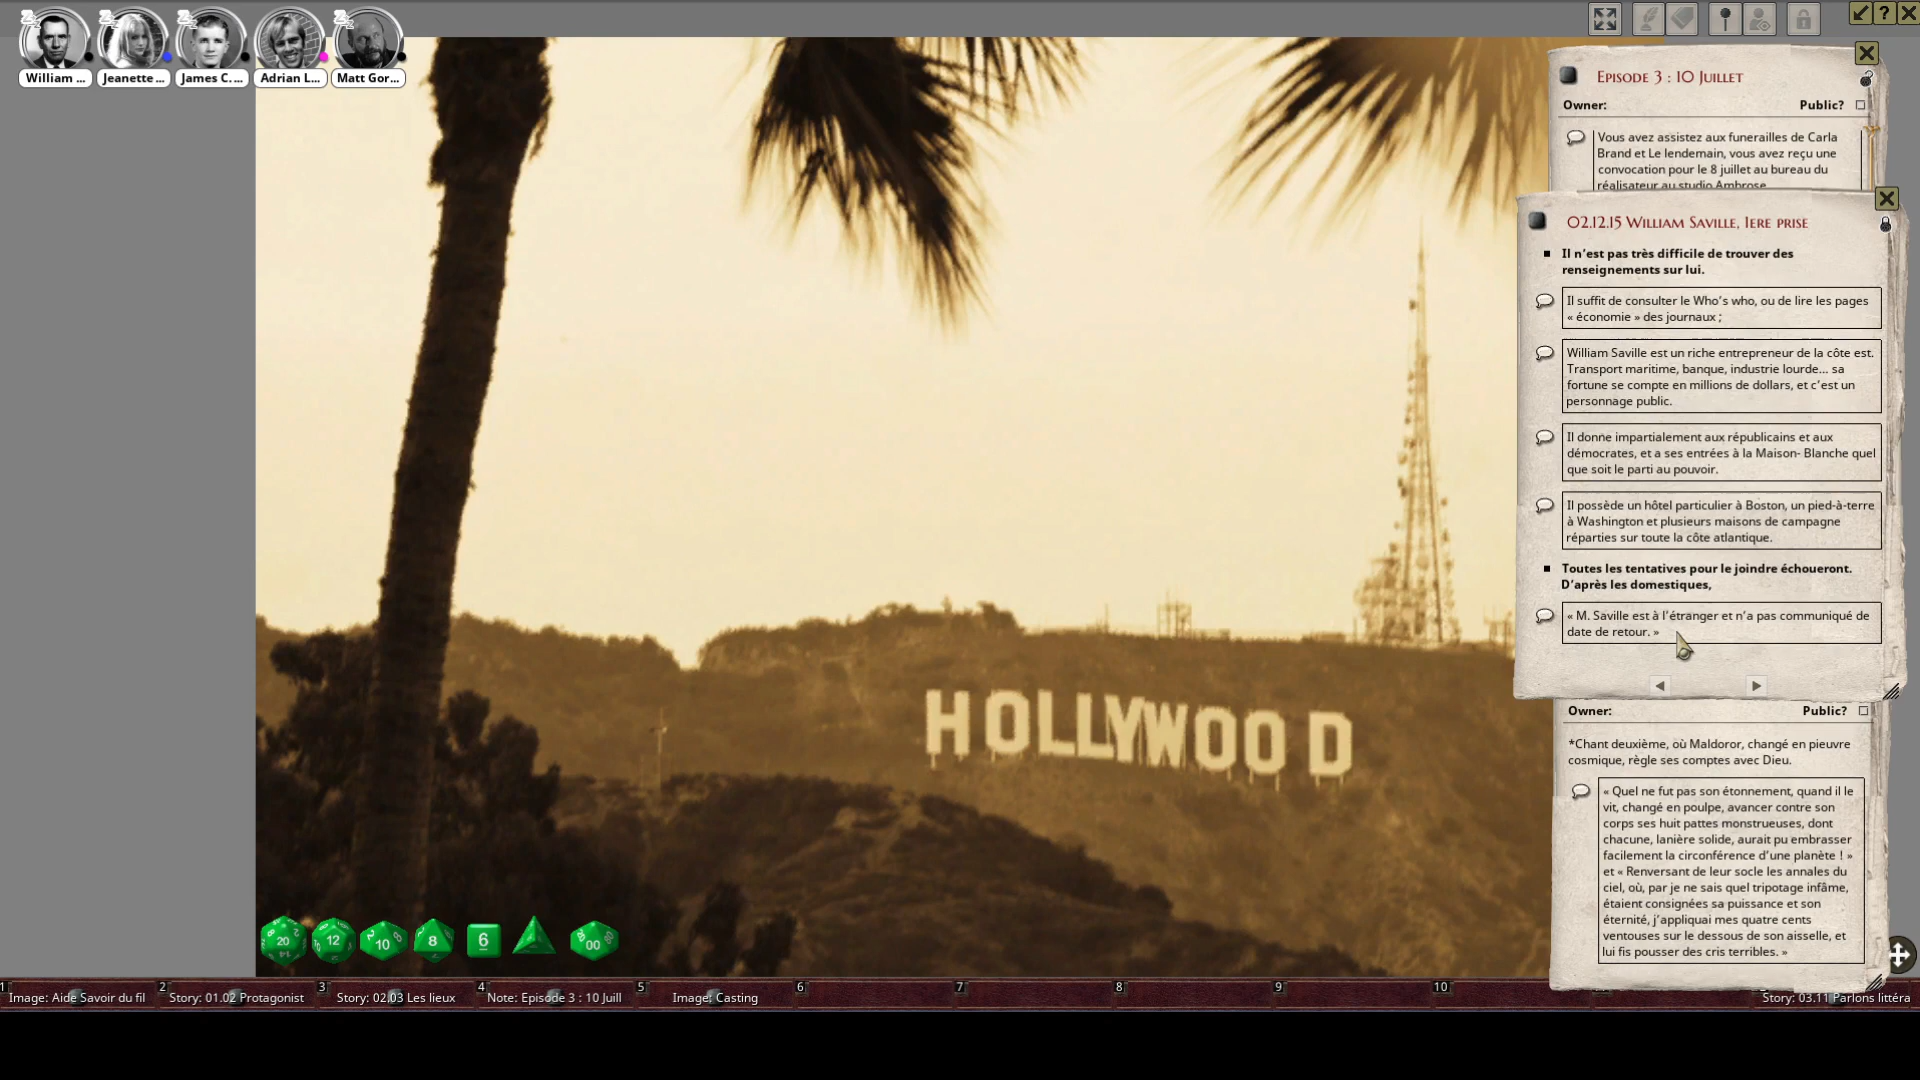 William ...
Jeanette ...
James C. ...
Adrian L...
Matt Gor...
?
Episode 3 : 10 Juillet
Owner:
Public?
Vous avez assistez aux funerailles de Carla
Brand et Le lendemain, vous avez reçu une
convocation pour le 8 juillet au bureau du
réalisateur au studio Ambrose
02.12.15 William Saville, 1ere prise
Il n'est pas très difficile de trouver des
renseignements sur lui.
Il suffit de consulter le Who's who, ou de lire les pages
« économie » des journaux ;
William Saville est un riche entrepreneur de la côte est.
Transport maritime, banque, industrie lourde... sa
fortune se compte en millions de dollars, et c'est un
personnage public.
Il donne impartialement aux républicains et aux
démocrates, et a ses entrées à la Maison- Blanche quel
que soit le parti au pouvoir.
Il possède un hôtel particulier à Boston, un pied-à-terre
à Washington et plusieurs maisons de campagne
réparties sur toute la côte atlantique.
Toutes les tentatives pour le joindre échoueront.
D'après les domestiques,
« M. Saville est à l'étranger et n'a pas communiqué de
date de retour. »
Owner:
Public?
*Chant deuxième, où Maldoror, changé en pieuvre
cosmique, règle ses comptes avec Dieu.
« Quel ne fut pas son étonnement, quand il le
vit, changé en poulpe, avancer contre son
corps ses huit pattes monstrueuses, dont
chacune, lanière solide, aurait pu embrasser
facilement la circonférence d'une planète ! »
et « Renversant de leur socle les annales du
ciel, où, par je ne sais quel tripotage infâme,
étaient consignées sa puissance et son
éternité, j'appliquai mes quatre cents
ventouses sur le dessous de son aisselle, et
lui fis pousser des cris terribles. »
HOLLYWOOD
20
12
10
8
6
00
1 2 3 4 5 6 7 8 9 10
Image: Aide Savoir du fil
Story: 01.02 Protagonist
Story: 02.03 Les lieux
Note: Episode 3 : 10 Juill
Image: Casting
Story: 03.11 Parlons littéra